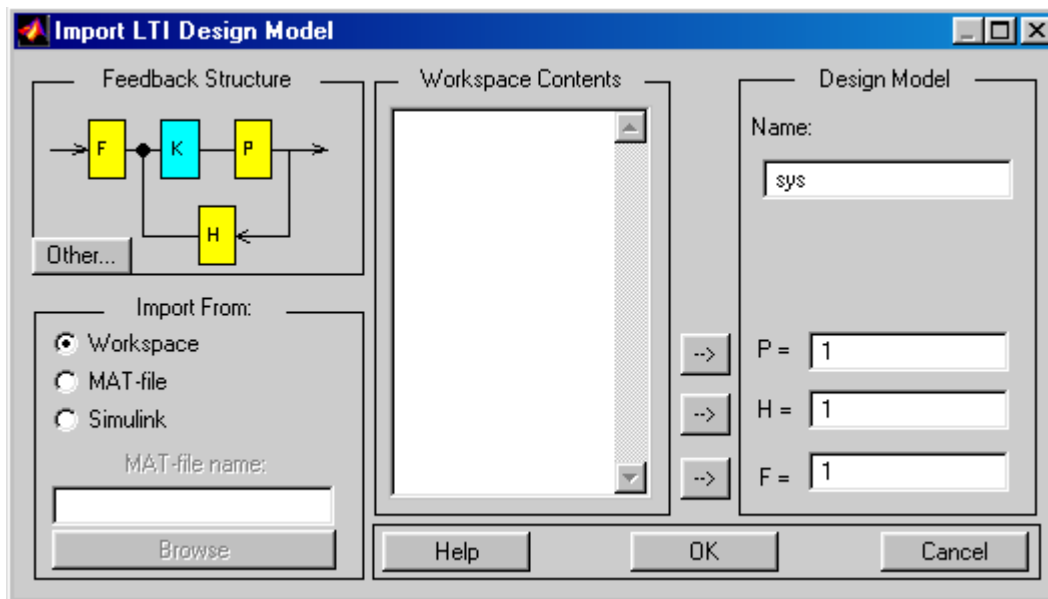 Import LTI Design Model
Feedback Structure
F
K
P
H
Other...
Import From:
Workspace
MAT-file
Simulink
MAT-file name:
Browse
Workspace Contents
-->
-->
-->
Design Model
Name:
sys
P = 1
H = 1
F = 1
Help
OK
Cancel